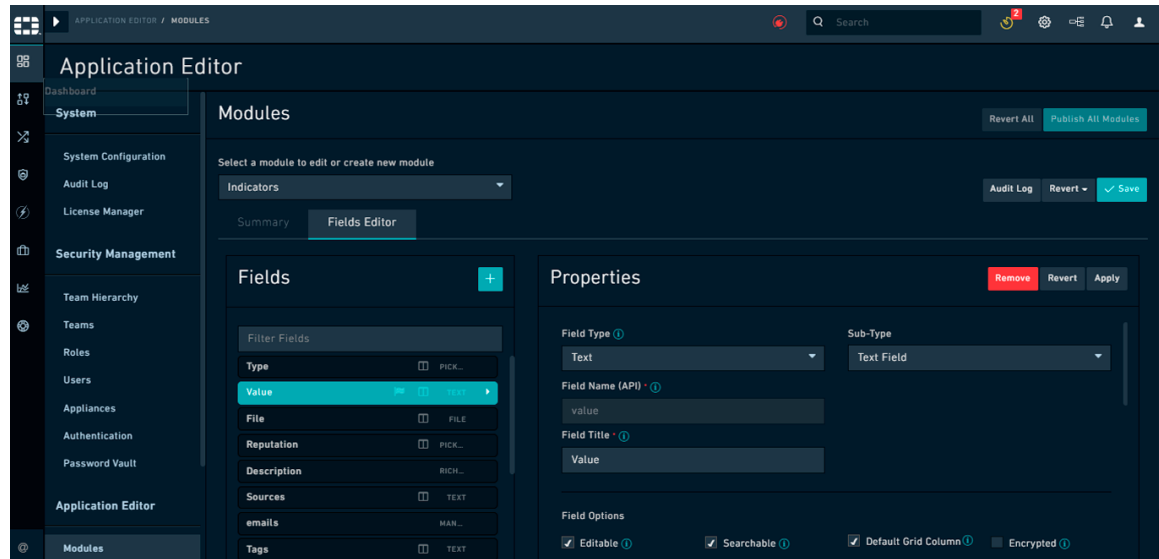 APPLICATION EDITOR / MODULES
Search
2
Application Editor
Dashboard
System
System Configuration
Audit Log
License Manager
Security Management
Team Hierarchy
Teams
Roles
Users
Appliances
Authentication
Password Vault
Application Editor
Modules
@
Modules
Revert All
Publish All Modules
Select a module to edit or create new module
Indicators
Audit Log
Revert
Save
Summary
Fields Editor
Fields
+
Filter Fields
Type PICK...
Value TEXT
File FILE
Reputation PICK...
Description RICH...
Sources TEXT
emails MAN...
Tags TEXT
Properties
Remove
Revert
Apply
Field Type
Text
Sub-Type
Text Field
Field Name (API) *
value
Field Title *
Value
Field Options
Editable
Searchable
Default Grid Column
Encrypted